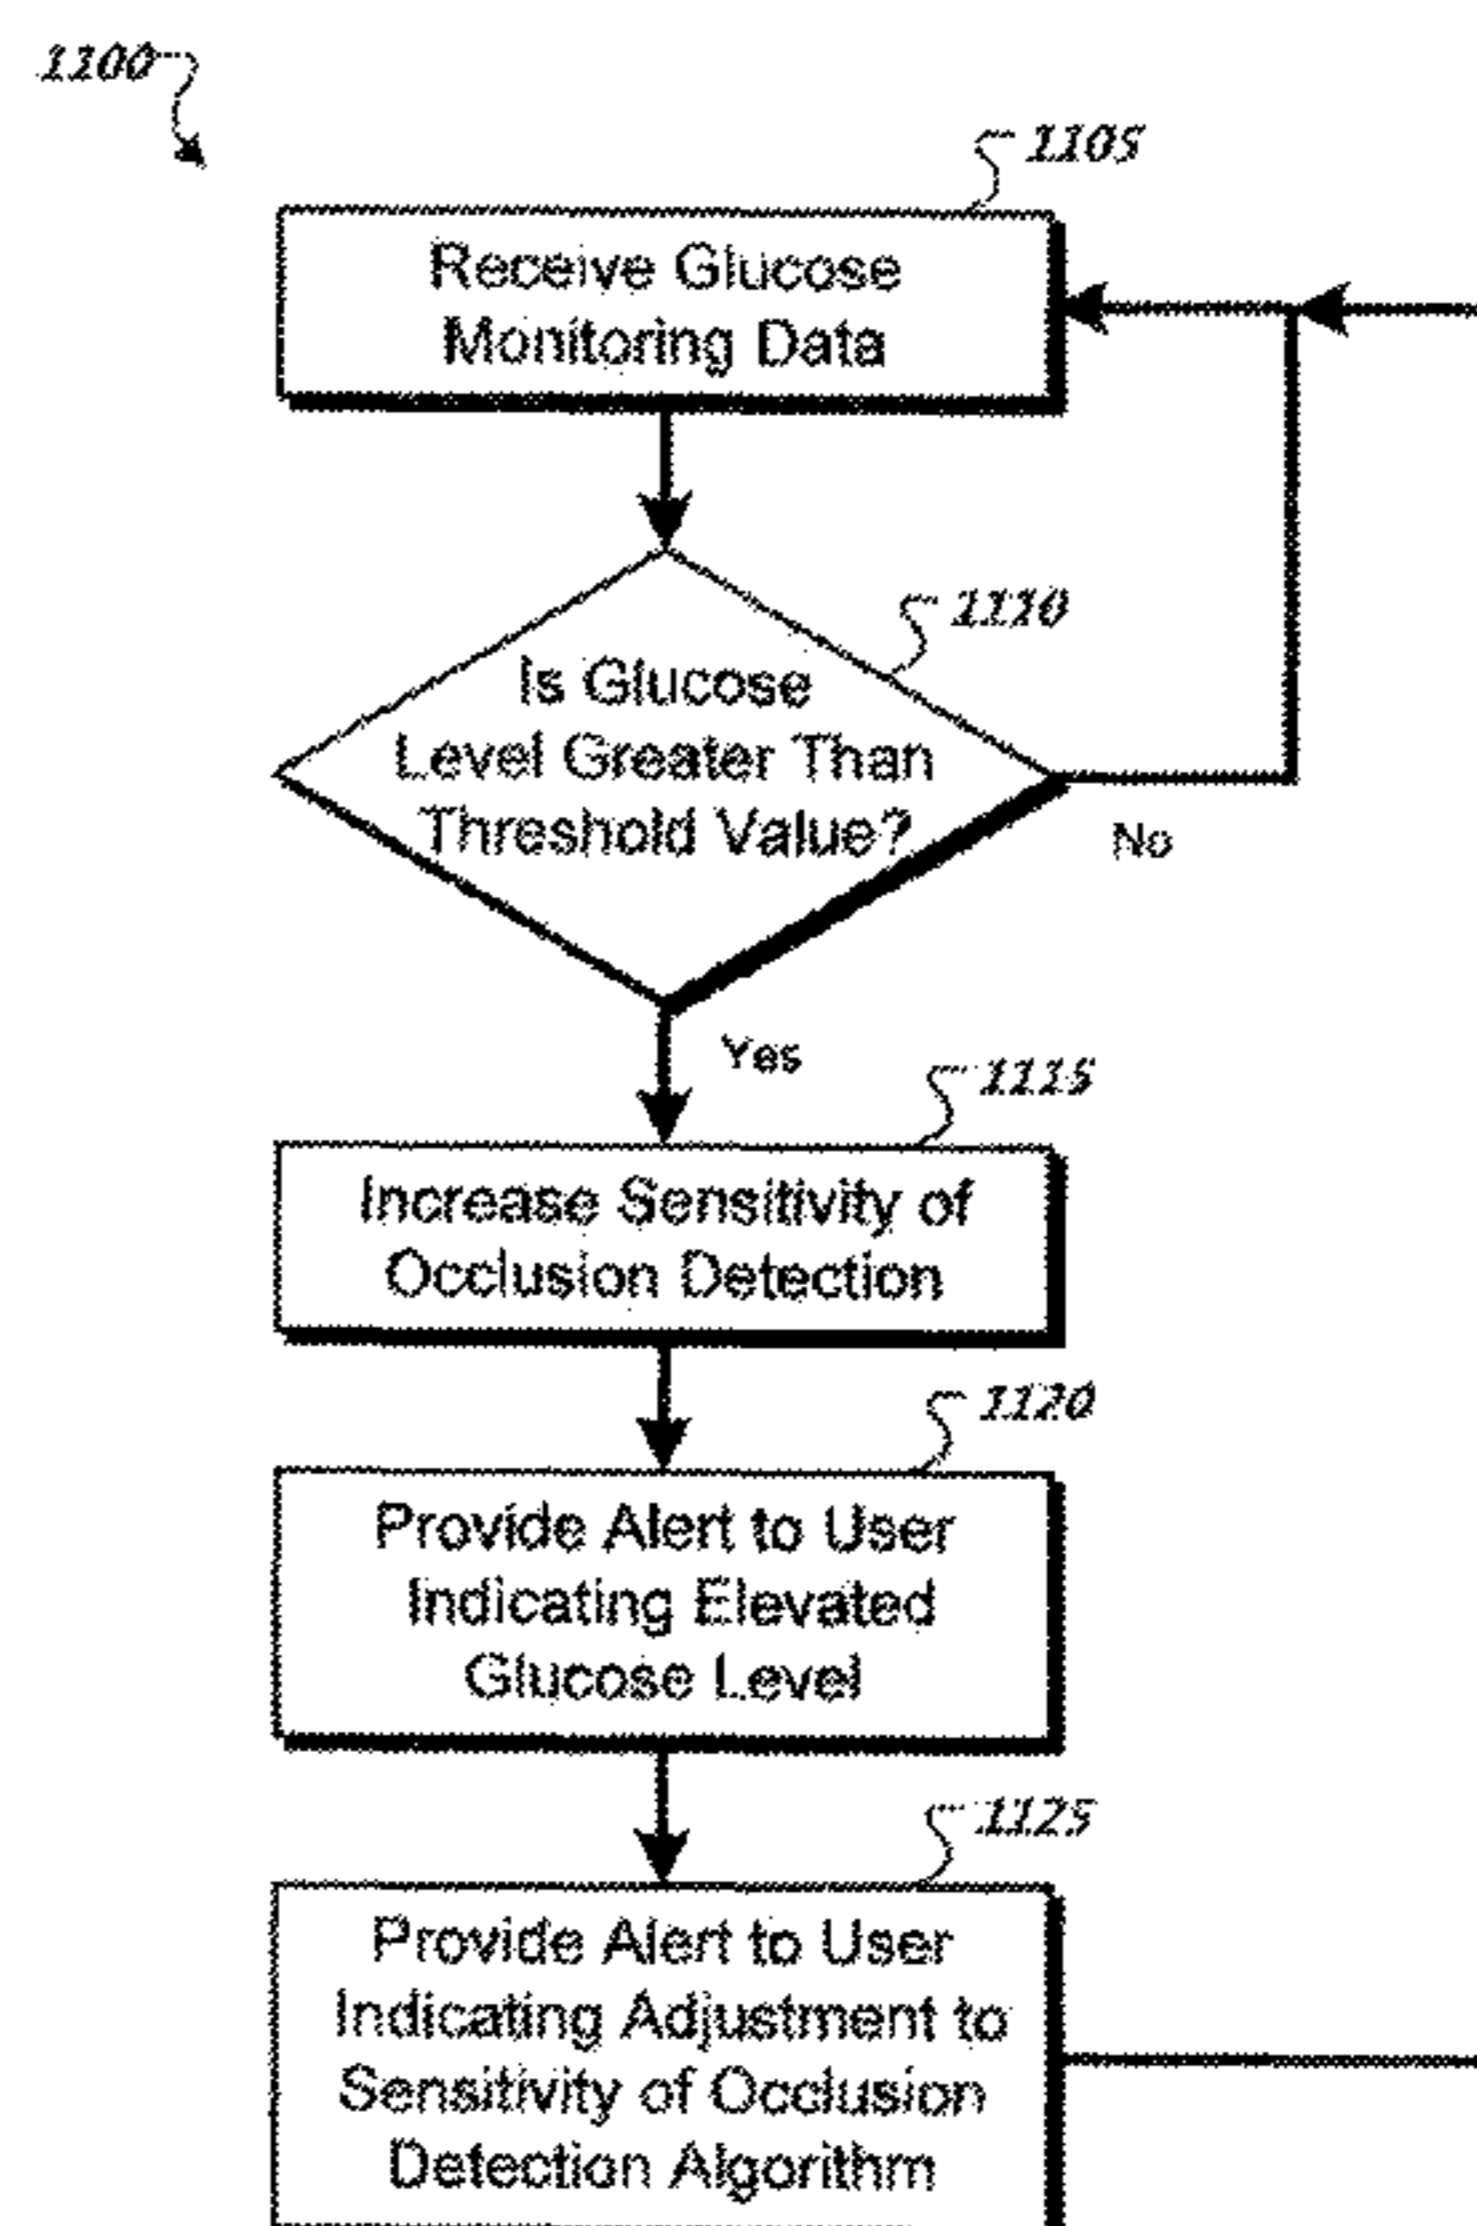 1100
1105
Receive Glucose
Monitoring Data
1110
Is Glucose
Level Greater Than
Threshold Value?
No
Yes
1115
Increase Sensitivity of
Occlusion Detection
1120
Provide Alert to User
Indicating Elevated
Glucose Level
1125
Provide Alert to User
Indicating Adjustment to
Sensitivity of Occlusion
Detection Algorithm